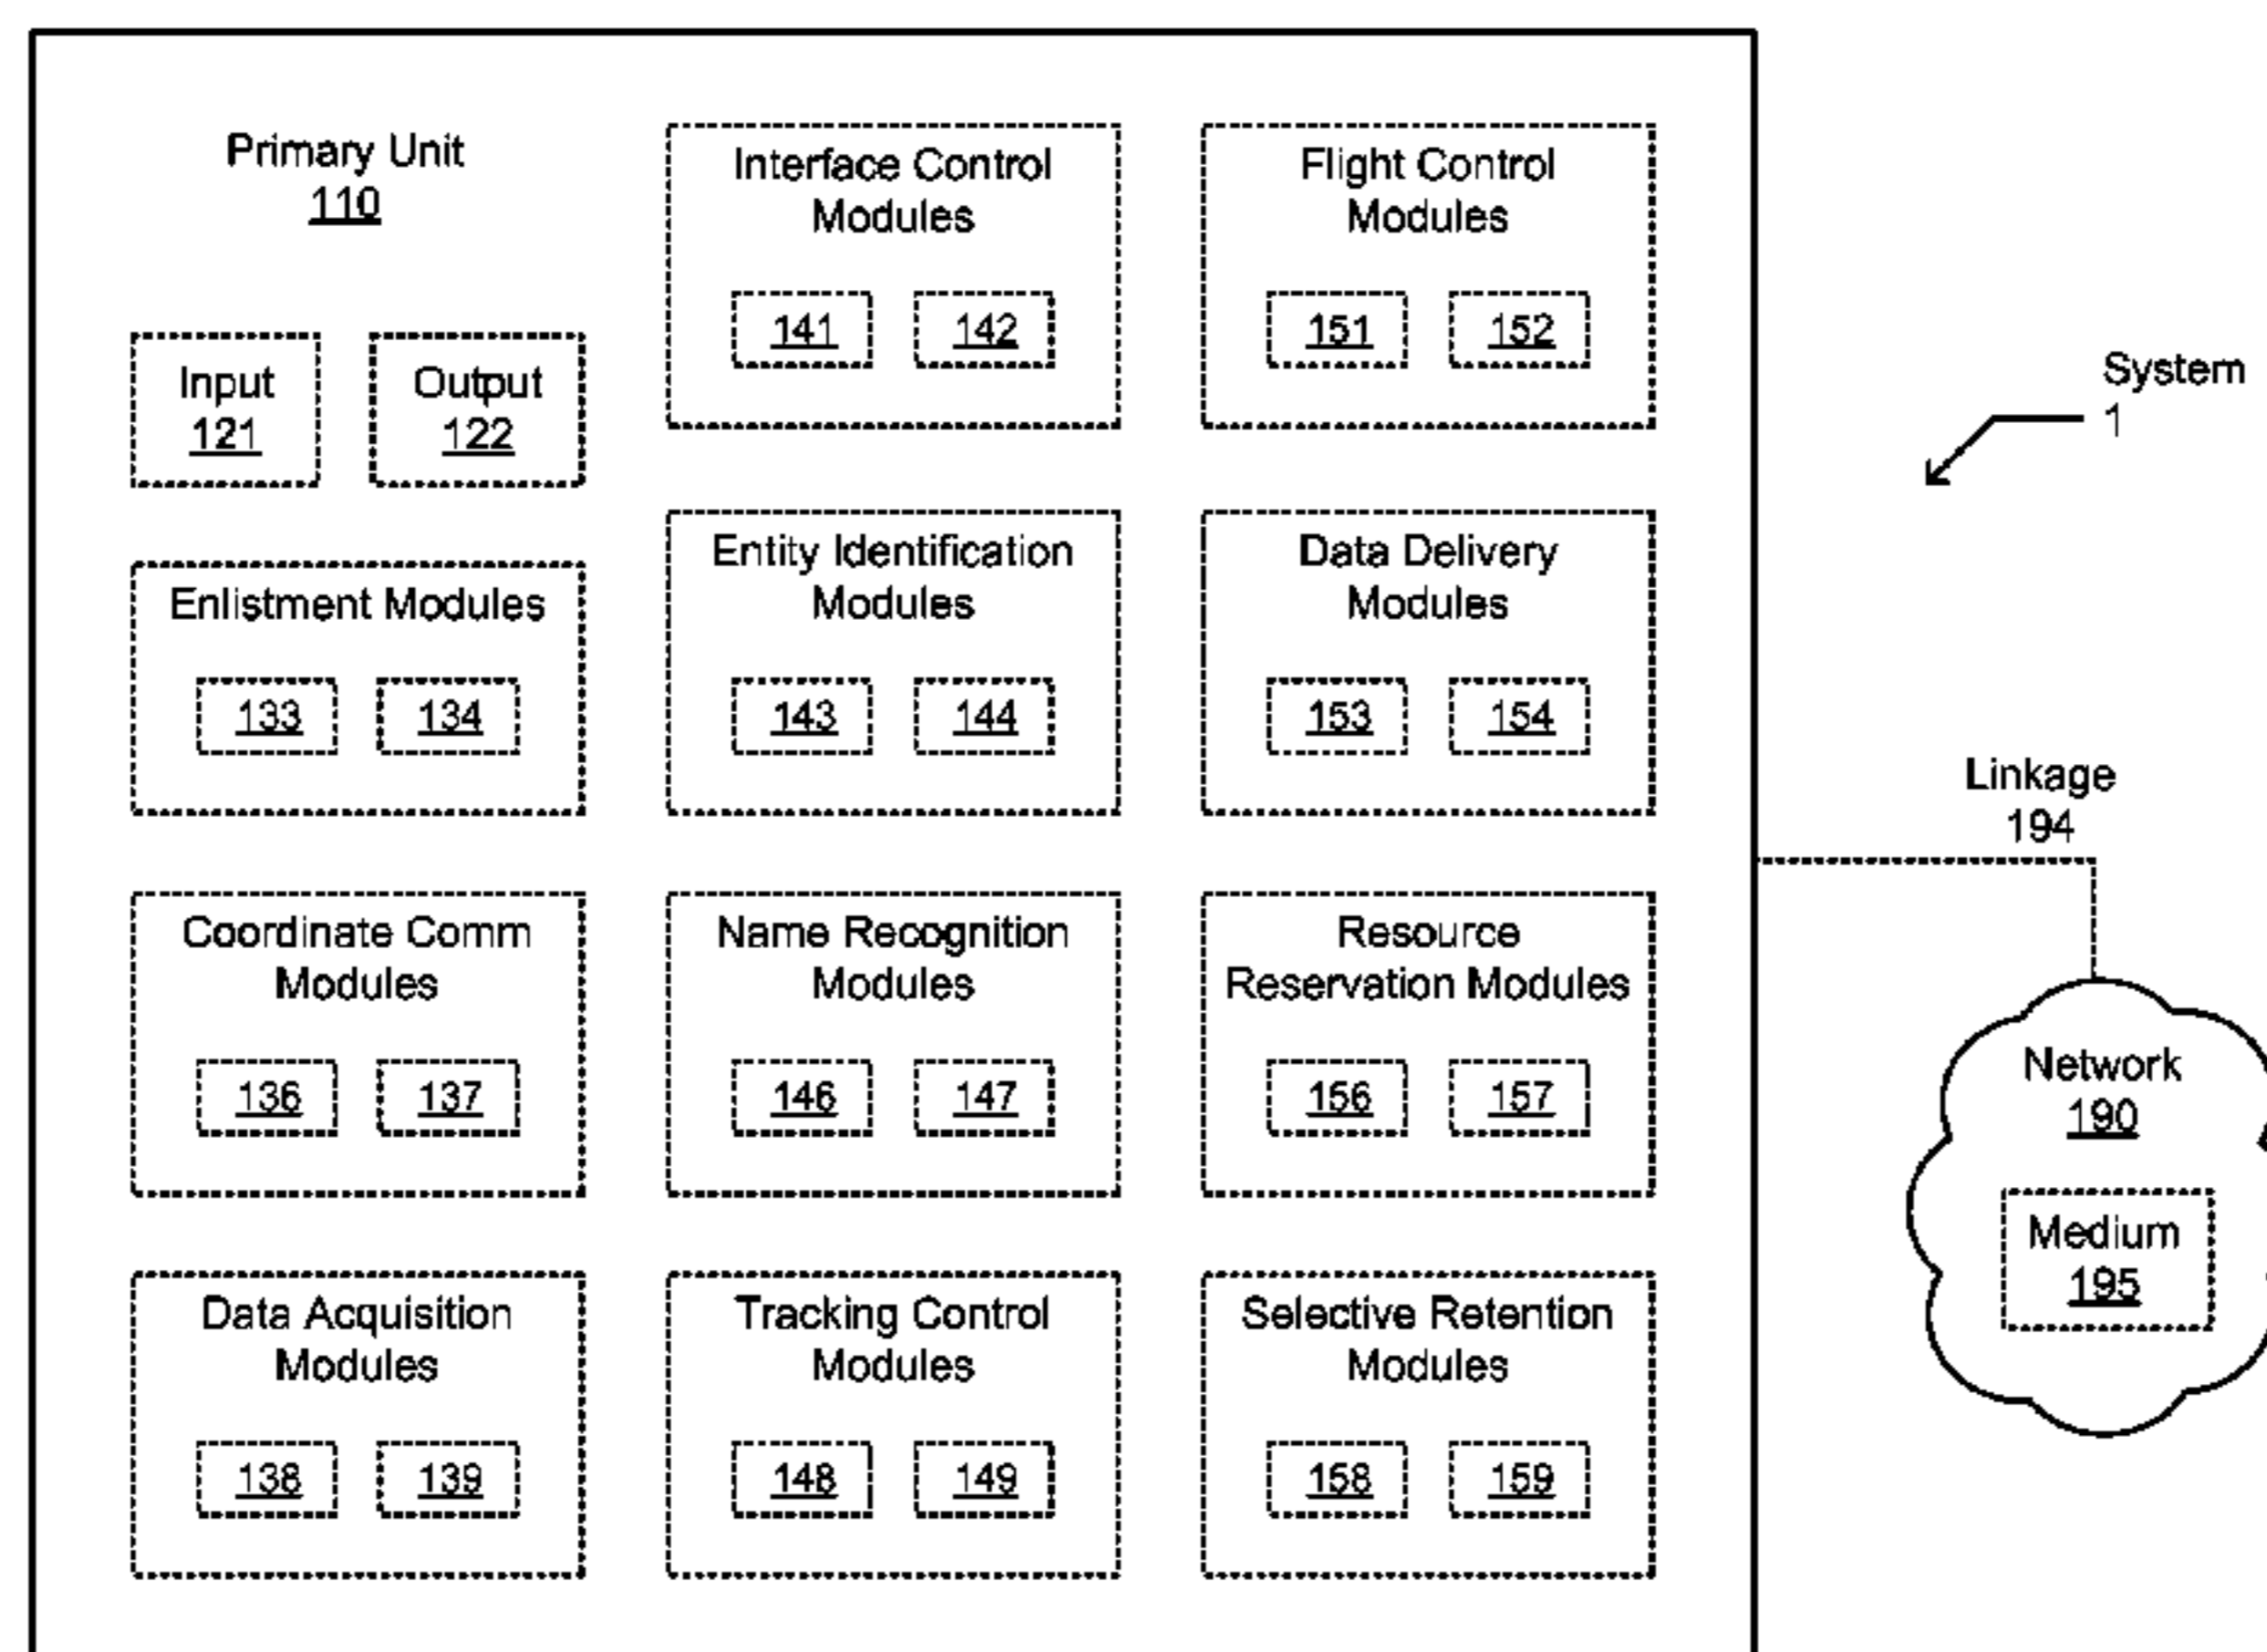 Primary Unit
110
Input
121
Output
122
Enlistment Modules
133 134
Coordinate Comm
Modules
136 137
Data Acquisition
Modules
138 139
Interface Control
Modules
141 142
Entity Identification
Modules
143 144
Name Recognition
Modules
146 147
Tracking Control
Modules
148 149
Flight Control
Modules
151 152
Data Delivery
Modules
153 154
Resource
Reservation Modules
156 157
Selective Retention
Modules
158 159
System
1
Linkage
194
Network
190
Medium
195